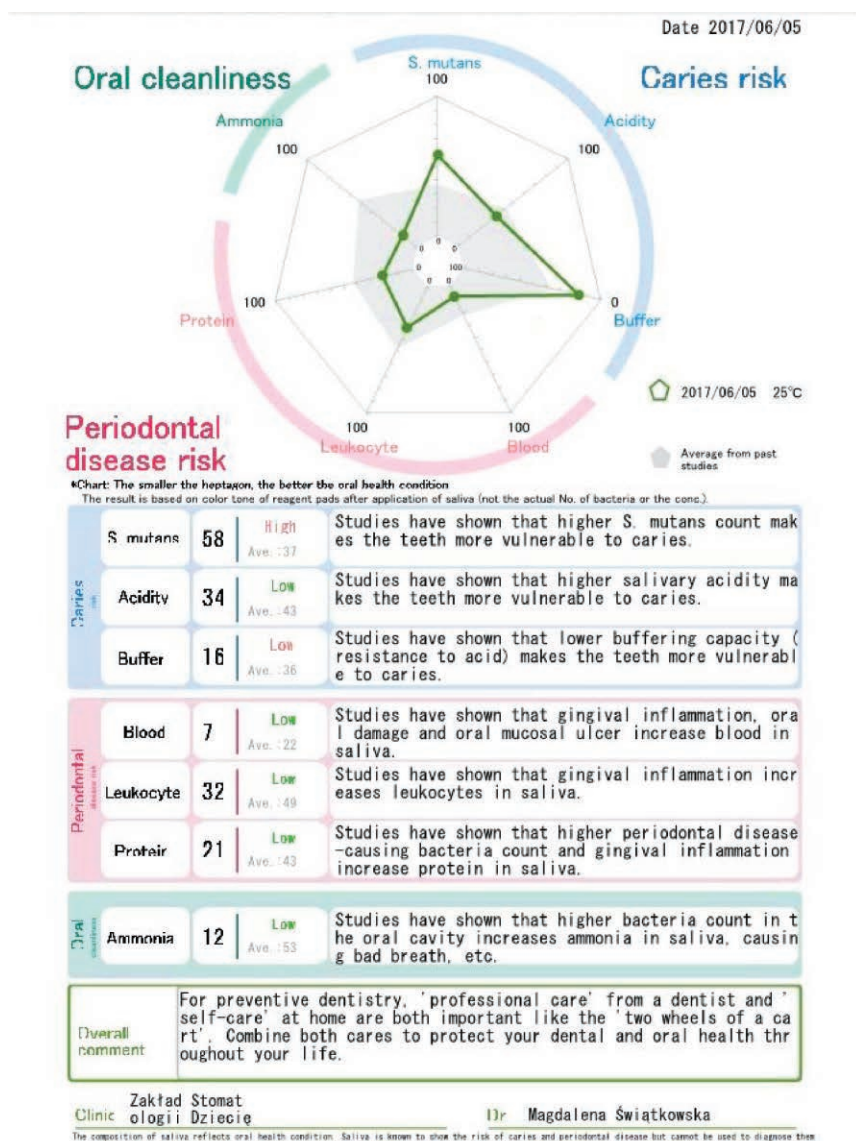 Date 2017/06/05
Oral cleanliness
Caries risk
S. mutans
100
Ammonia
Acidity
100
100
0
0
0
0
100
0
0
100
0
Protein
Buffer
2017/06/05 25℃
100
100
Leukocyte
Blood
Periodontal
disease risk
Average from past
studies
*Chart: The smaller the heptagon, the better the oral health condition
The result is based on color tone of reagent pads after application of saliva (not the actual No. of bacteria or the conc.).
Caries
risk
S. mutans 58 High
Ave.:37
Studies have shown that higher S. mutans count mak
es the teeth more vulnerable to caries.
Acidity 34 Low
Ave.:43
Studies have shown that higher salivary acidity ma
kes the teeth more vulnerable to caries.
Buffer 16 Low
Ave.:36
Studies have shown that lower buffering capacity (
resistance to acid) makes the teeth more vulnerabl
e to caries.
Periodontal
disease risk
Blood 7 Low
Ave.:22
Studies have shown that gingival inflammation, ora
l damage and oral mucosal ulcer increase blood in
saliva.
Leukocyte 32 Low
Ave.:49
Studies have shown that gingival inflammation incr
eases leukocytes in saliva.
Protein 21 Low
Ave.:43
Studies have shown that higher periodontal disease
-causing bacteria count and gingival inflammation
increase protein in saliva.
Oral
cleanliness
Ammonia 12 Low
Ave.:53
Studies have shown that higher bacteria count in t
he oral cavity increases ammonia in saliva, causin
g bad breath, etc.
Overall
comment
For preventive dentistry, 'professional care' from a dentist and '
self-care' at home are both important like the 'two wheels of a ca
rt'. Combine both cares to protect your dental and oral health thr
oughout your life.
Clinic
Zakład Stomat
ologii Dziecię
Dr Magdalena Świątkowska
The composition of saliva reflects oral health condition. Saliva is known to show the risk of caries and periodontal disease but cannot be used to diagnose them